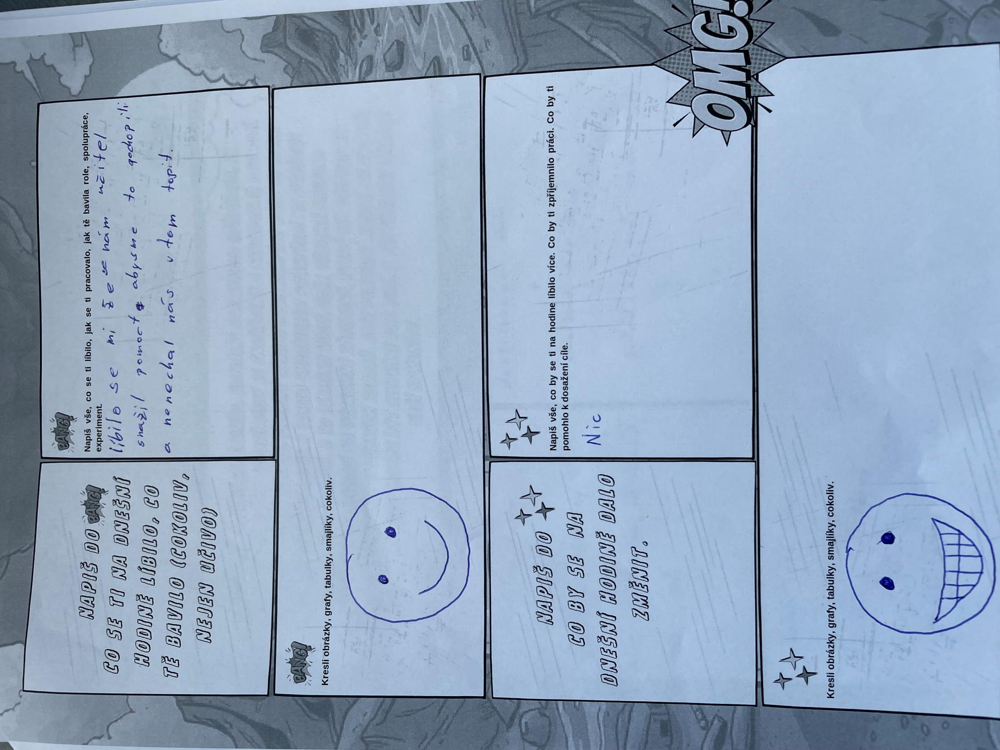 NAPIŠ DO BANG!
CO SE TI NA DNEŠNÍ
HODINĚ LÍBILO, CO
TĚ BAVILO (COKOLIV,
NEJEN UČIVO)
BANG!
Napiš vše, co se ti líbilo, jak se ti pracovalo, jak tě bavila role, spolupráce,
experiment.
líbilo se mi že se nám učitel
snažil pomoct abysme to pochopili
a nenechal nás v tom topit.
BANG!
Kresli obrázky, grafy, tabulky, smajlíky, cokoliv.
NAPIŠ DO
CO BY SE NA
DNEŠNÍ HODINĚ DALO
ZMĚNIT.
Napiš vše, co by se ti na hodine líbilo více. Co by ti zpříjemnilo práci. Co by ti
pomohlo k dosažení cíle.
Nic
OMG!
Kresli obrázky, grafy, tabulky, smajlíky, cokoliv.